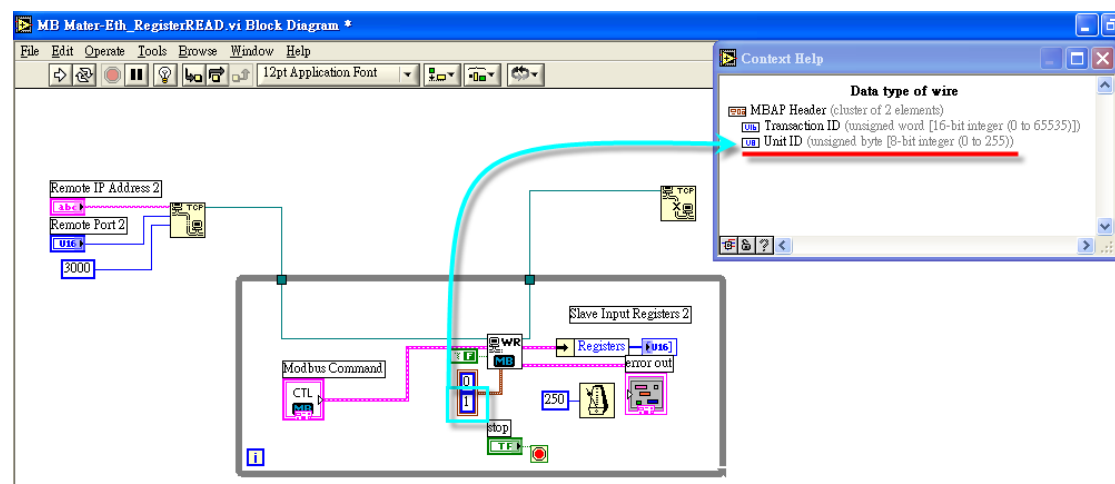 MB Mater-Eth_RegisterREAD.vi Block Diagram *
File Edit Operate Tools Browse Window Help
12pt Application Font
Context Help
Data type of wire
MBAP Header (cluster of 2 elements)
U16 Transaction ID (unsigned word [16-bit integer (0 to 65535)])
U8 Unit ID (unsigned byte [8-bit integer (0 to 255))
Remote IP Address 2
abc
TCP
Remote Port 2
U16
3000
TCP
Slave Input Registers 2
WR
MB
Registers
U16]
F
error out
Modbus Command
CTL
MB
0
1
250
stop
TF
i